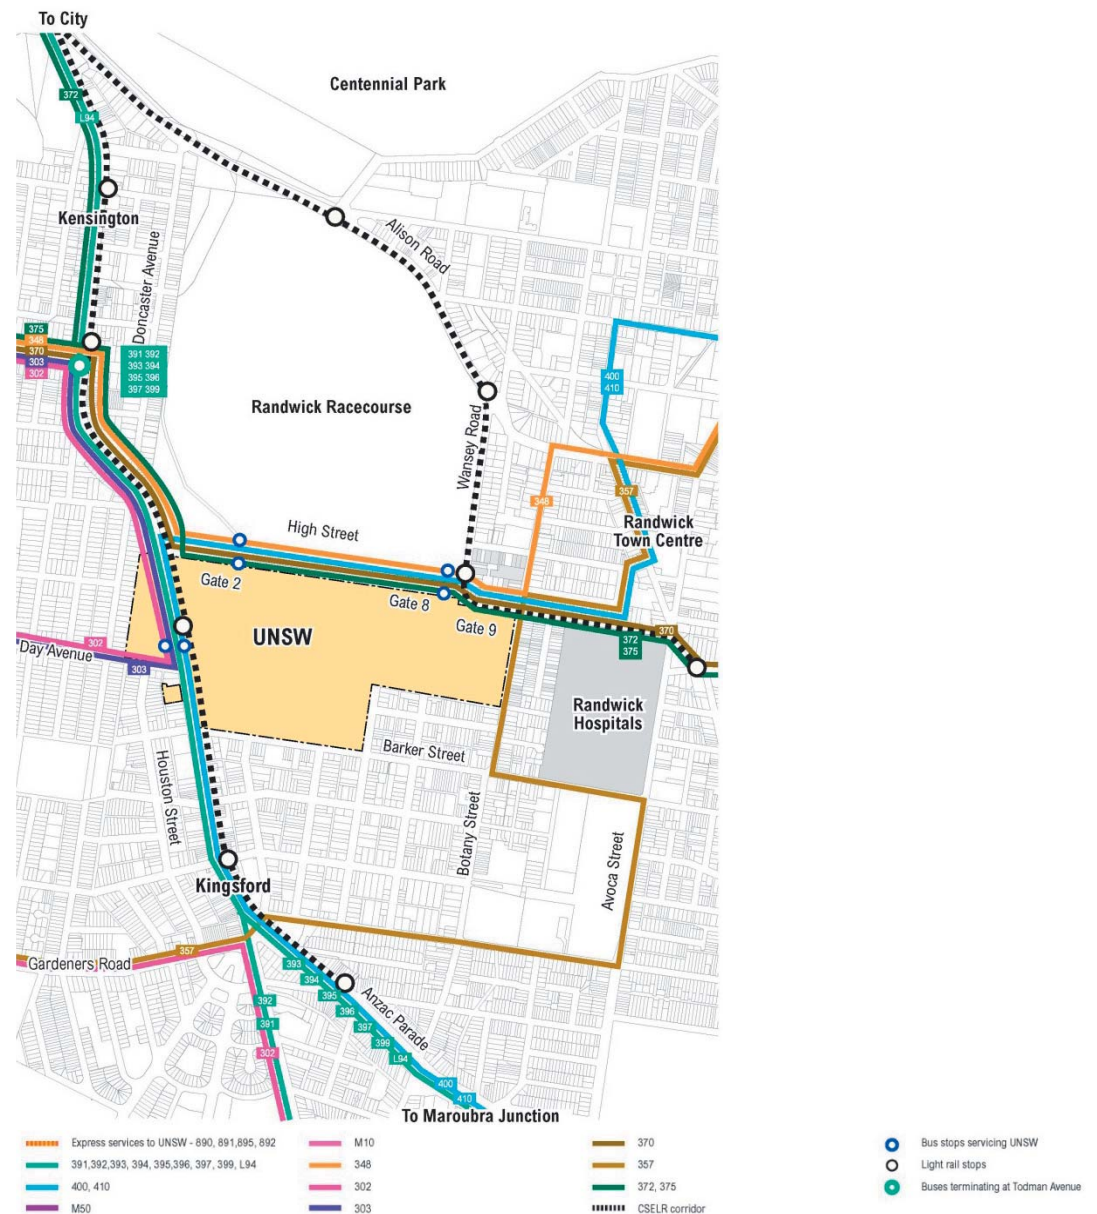 To City
Centennial Park
372
L94
Kensington
Alison Road
Doncaster Avenue
375
348
370
303
302
391 392
393 394
395 396
397 399
400
410
Randwick Racecourse
Wansey Road
348
357
Randwick
Town Centre
High Street
Gate 2
Gate 8
Gate 9
UNSW
370
372
375
302
Day Avenue
303
Randwick
Hospitals
Barker Street
Houston Street
Botany Street
Avoca Street
Kingsford
357
Gardeners Road
393
394
395
396
397
399
L94
Anzac Parade
392
391
302
400
410
To Maroubra Junction
Express services to UNSW - 890, 891,895, 892
391,392,393, 394, 395,396, 397, 399, L94
400, 410
M50
M10
348
302
303
370
357
372, 375
CSELR corridor
Bus stops servicing UNSW
Light rail stops
Buses terminating at Todman Avenue